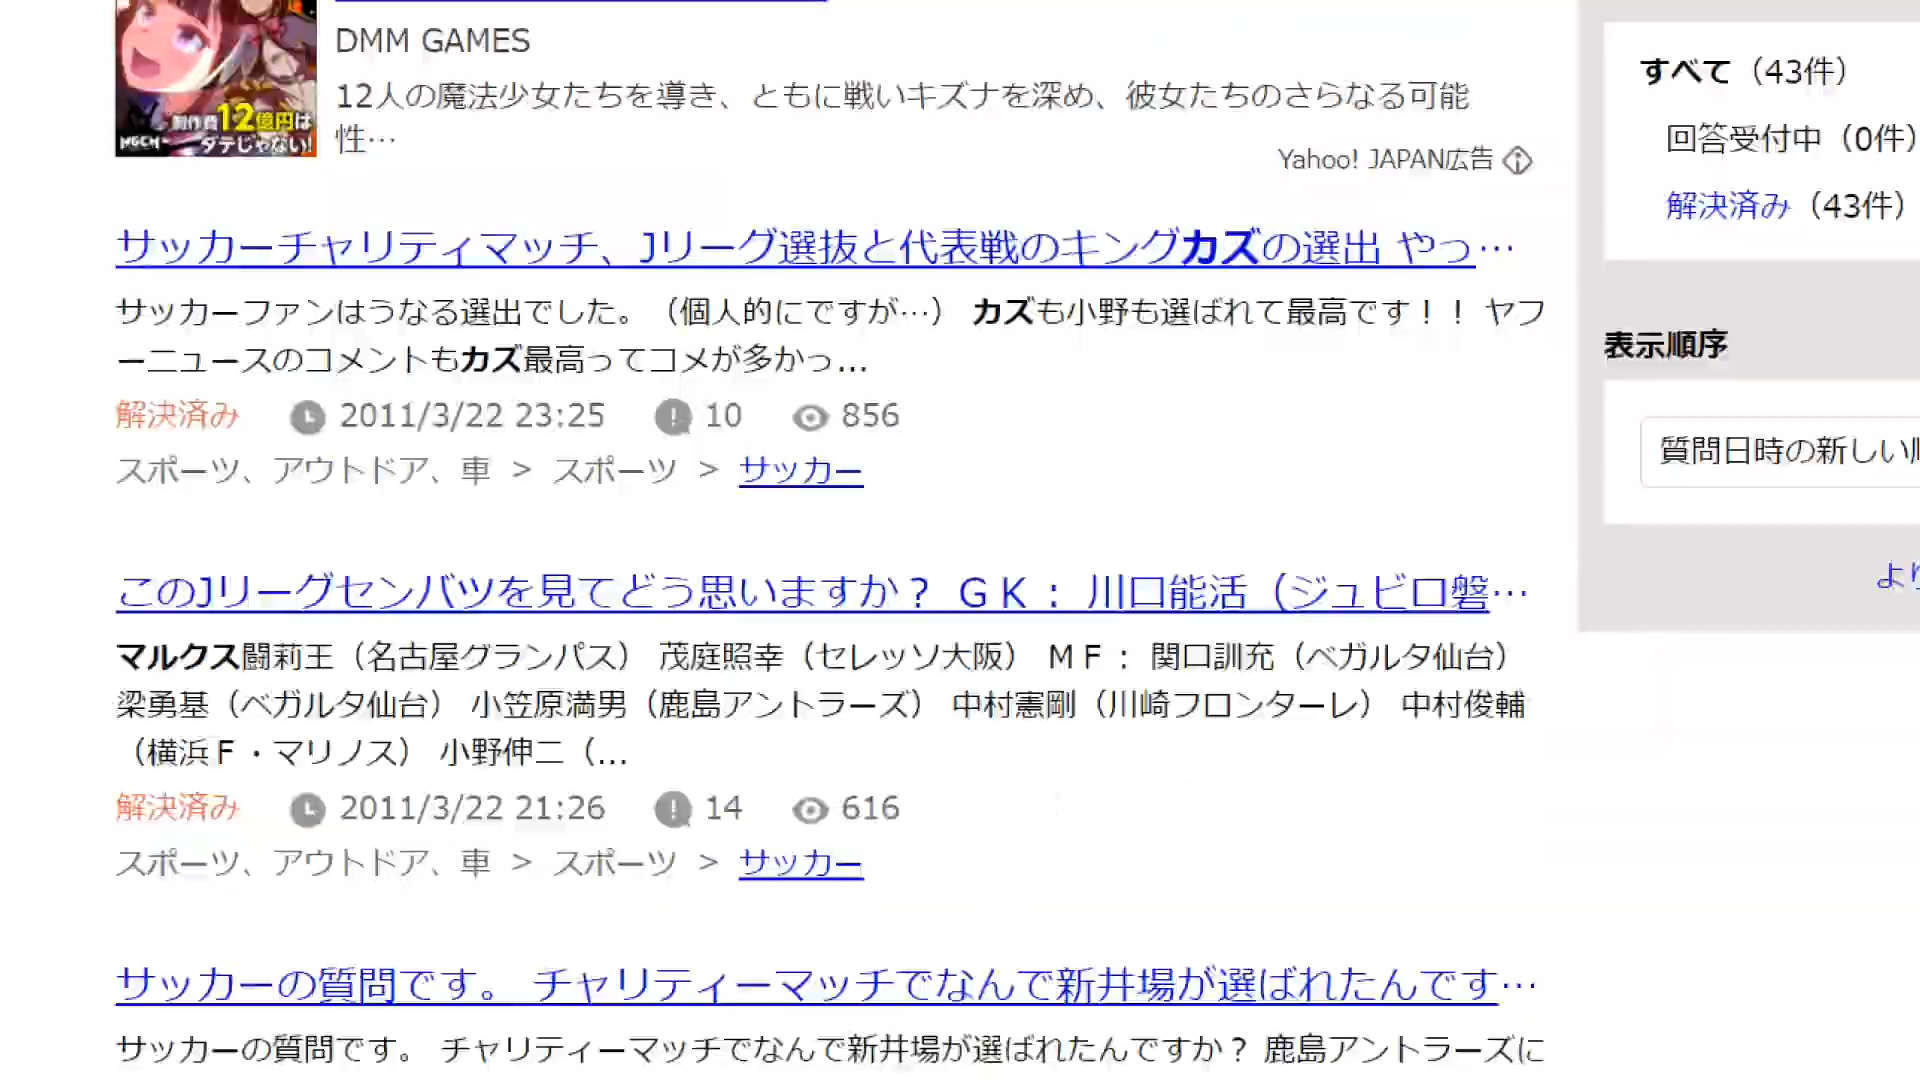 DMM GAMES
12人の魔法少女たちを導き、ともに戦いキズナを深め、彼女たちのさらなる可能
性…
制作費12億円は
ダテじゃない!
MGCM
Yahoo! JAPAN広告
サッカーチャリティマッチ、Jリーグ選抜と代表戦のキングカズの選出 やっ…
サッカーファンはうなる選出でした。（個人的にですが…） カズも小野も選ばれて最高です！！ ヤフ
ーニュースのコメントもカズ最高ってコメが多かっ...
解決済み 2011/3/22 23:25 10 856
スポーツ、アウトドア、車 > スポーツ > サッカー
このJリーグセンバツを見てどう思いますか？ ＧＫ： 川口能活（ジュビロ磐…
マルクス闘莉王（名古屋グランパス） 茂庭照幸（セレッソ大阪） ＭＦ： 関口訓充（ベガルタ仙台）
梁勇基（ベガルタ仙台） 小笠原満男（鹿島アントラーズ） 中村憲剛（川崎フロンターレ） 中村俊輔
（横浜Ｆ・マリノス） 小野伸二（...
解決済み 2011/3/22 21:26 14 616
スポーツ、アウトドア、車 > スポーツ > サッカー
サッカーの質問です。 チャリティーマッチでなんで新井場が選ばれたんです…
サッカーの質問です。 チャリティーマッチでなんで新井場が選ばれたんですか？ 鹿島アントラーズに
すべて（43件）
回答受付中（0件）
解決済み（43件）
表示順序
質問日時の新しい
より